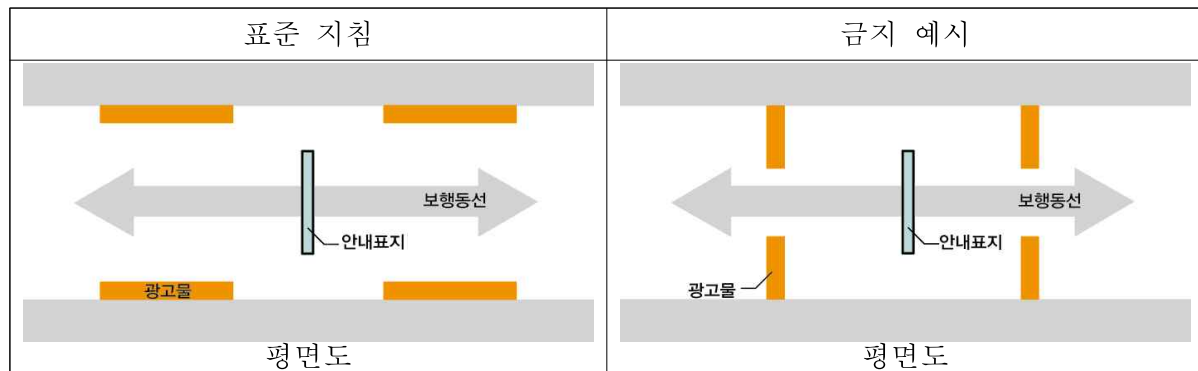 표준 지침
금지 예시
보행동선
안내표지
광고물
평면도
보행동선
안내표지
광고물
평면도